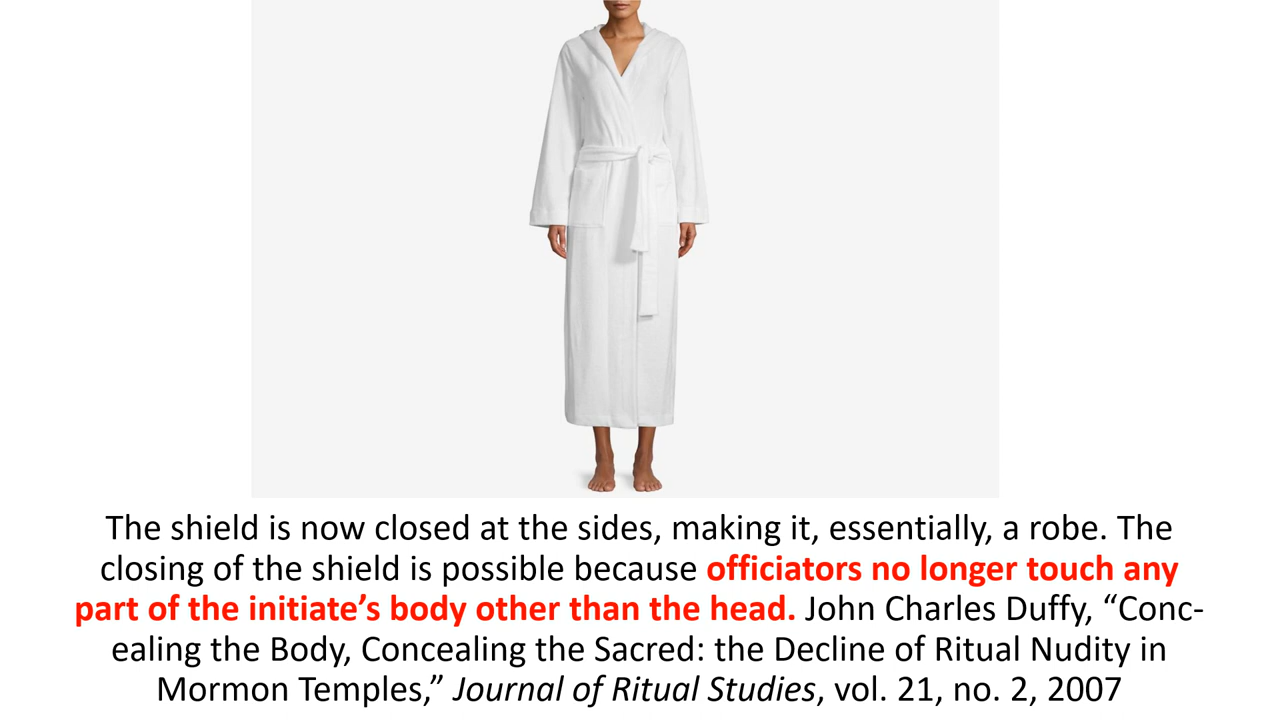 The shield is now closed at the sides, making it, essentially, a robe. The
closing of the shield is possible because officiators no longer touch any
part of the initiate’s body other than the head. John Charles Duffy, “Conc-
ealing the Body, Concealing the Sacred: the Decline of Ritual Nudity in
Mormon Temples,” Journal of Ritual Studies, vol. 21, no. 2, 2007